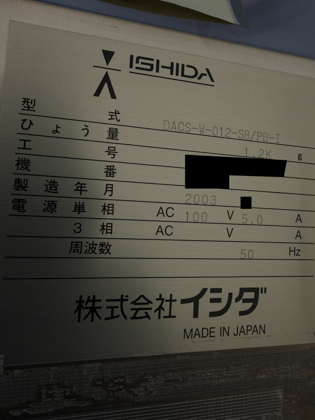 ISHIDA
型式 DACS-W-012-SB/PB-I
ひょう量 1.2K g
工号
機番
製造年月 2003
電源単相 AC 100 V 5.0 A
3相 AC V A
周波数 50 Hz
株式会社イシダ
MADE IN JAPAN